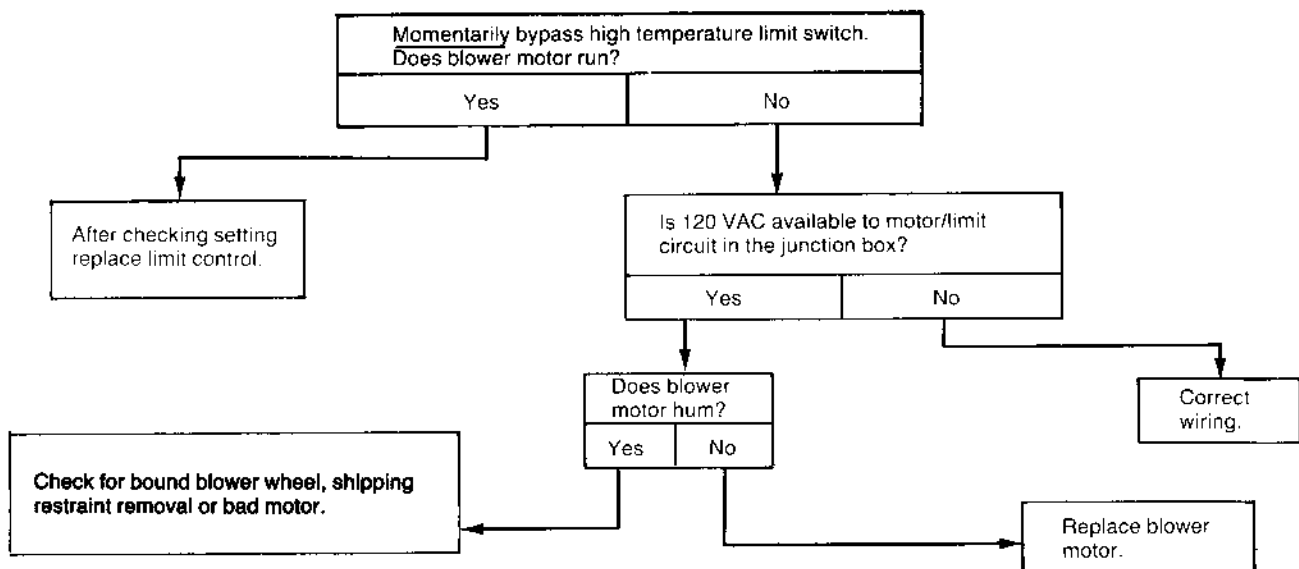 Momentarily bypass high temperature limit switch.
Does blower motor run?
Yes
No
After checking setting
replace limit control.
Is 120 VAC available to motor/limit
circuit in the junction box?
Yes
No
Does blower
motor hum?
Yes
No
Correct
wiring.
Check for bound blower wheel, shipping
restraint removal or bad motor.
Replace blower
motor.